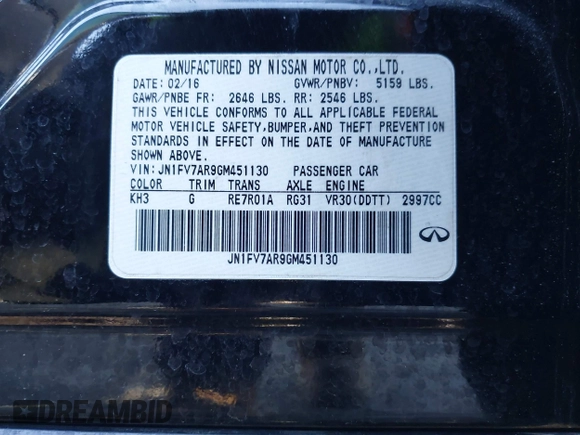 MANUFACTURED BY NISSAN MOTOR CO.,LTD.
DATE: 02/16 GVWR/PNBV: 5159 LBS.
GAWR/PNBE FR: 2646 LBS. RR: 2546 LBS.
THIS VEHICLE CONFORMS TO ALL APPLICABLE FEDERAL
MOTOR VEHICLE SAFETY,BUMPER,AND THEFT PREVENTION
STANDARDS IN EFFECT ON THE DATE OF MANUFACTURE
SHOWN ABOVE.
VIN: JN1FV7AR9GM451130 PASSENGER CAR
COLOR TRIM TRANS AXLE ENGINE
KH3 G RE7R01A RG31 VR30(DDTT) 2997CC
JN1FV7AR9GM451130
DREAMBID